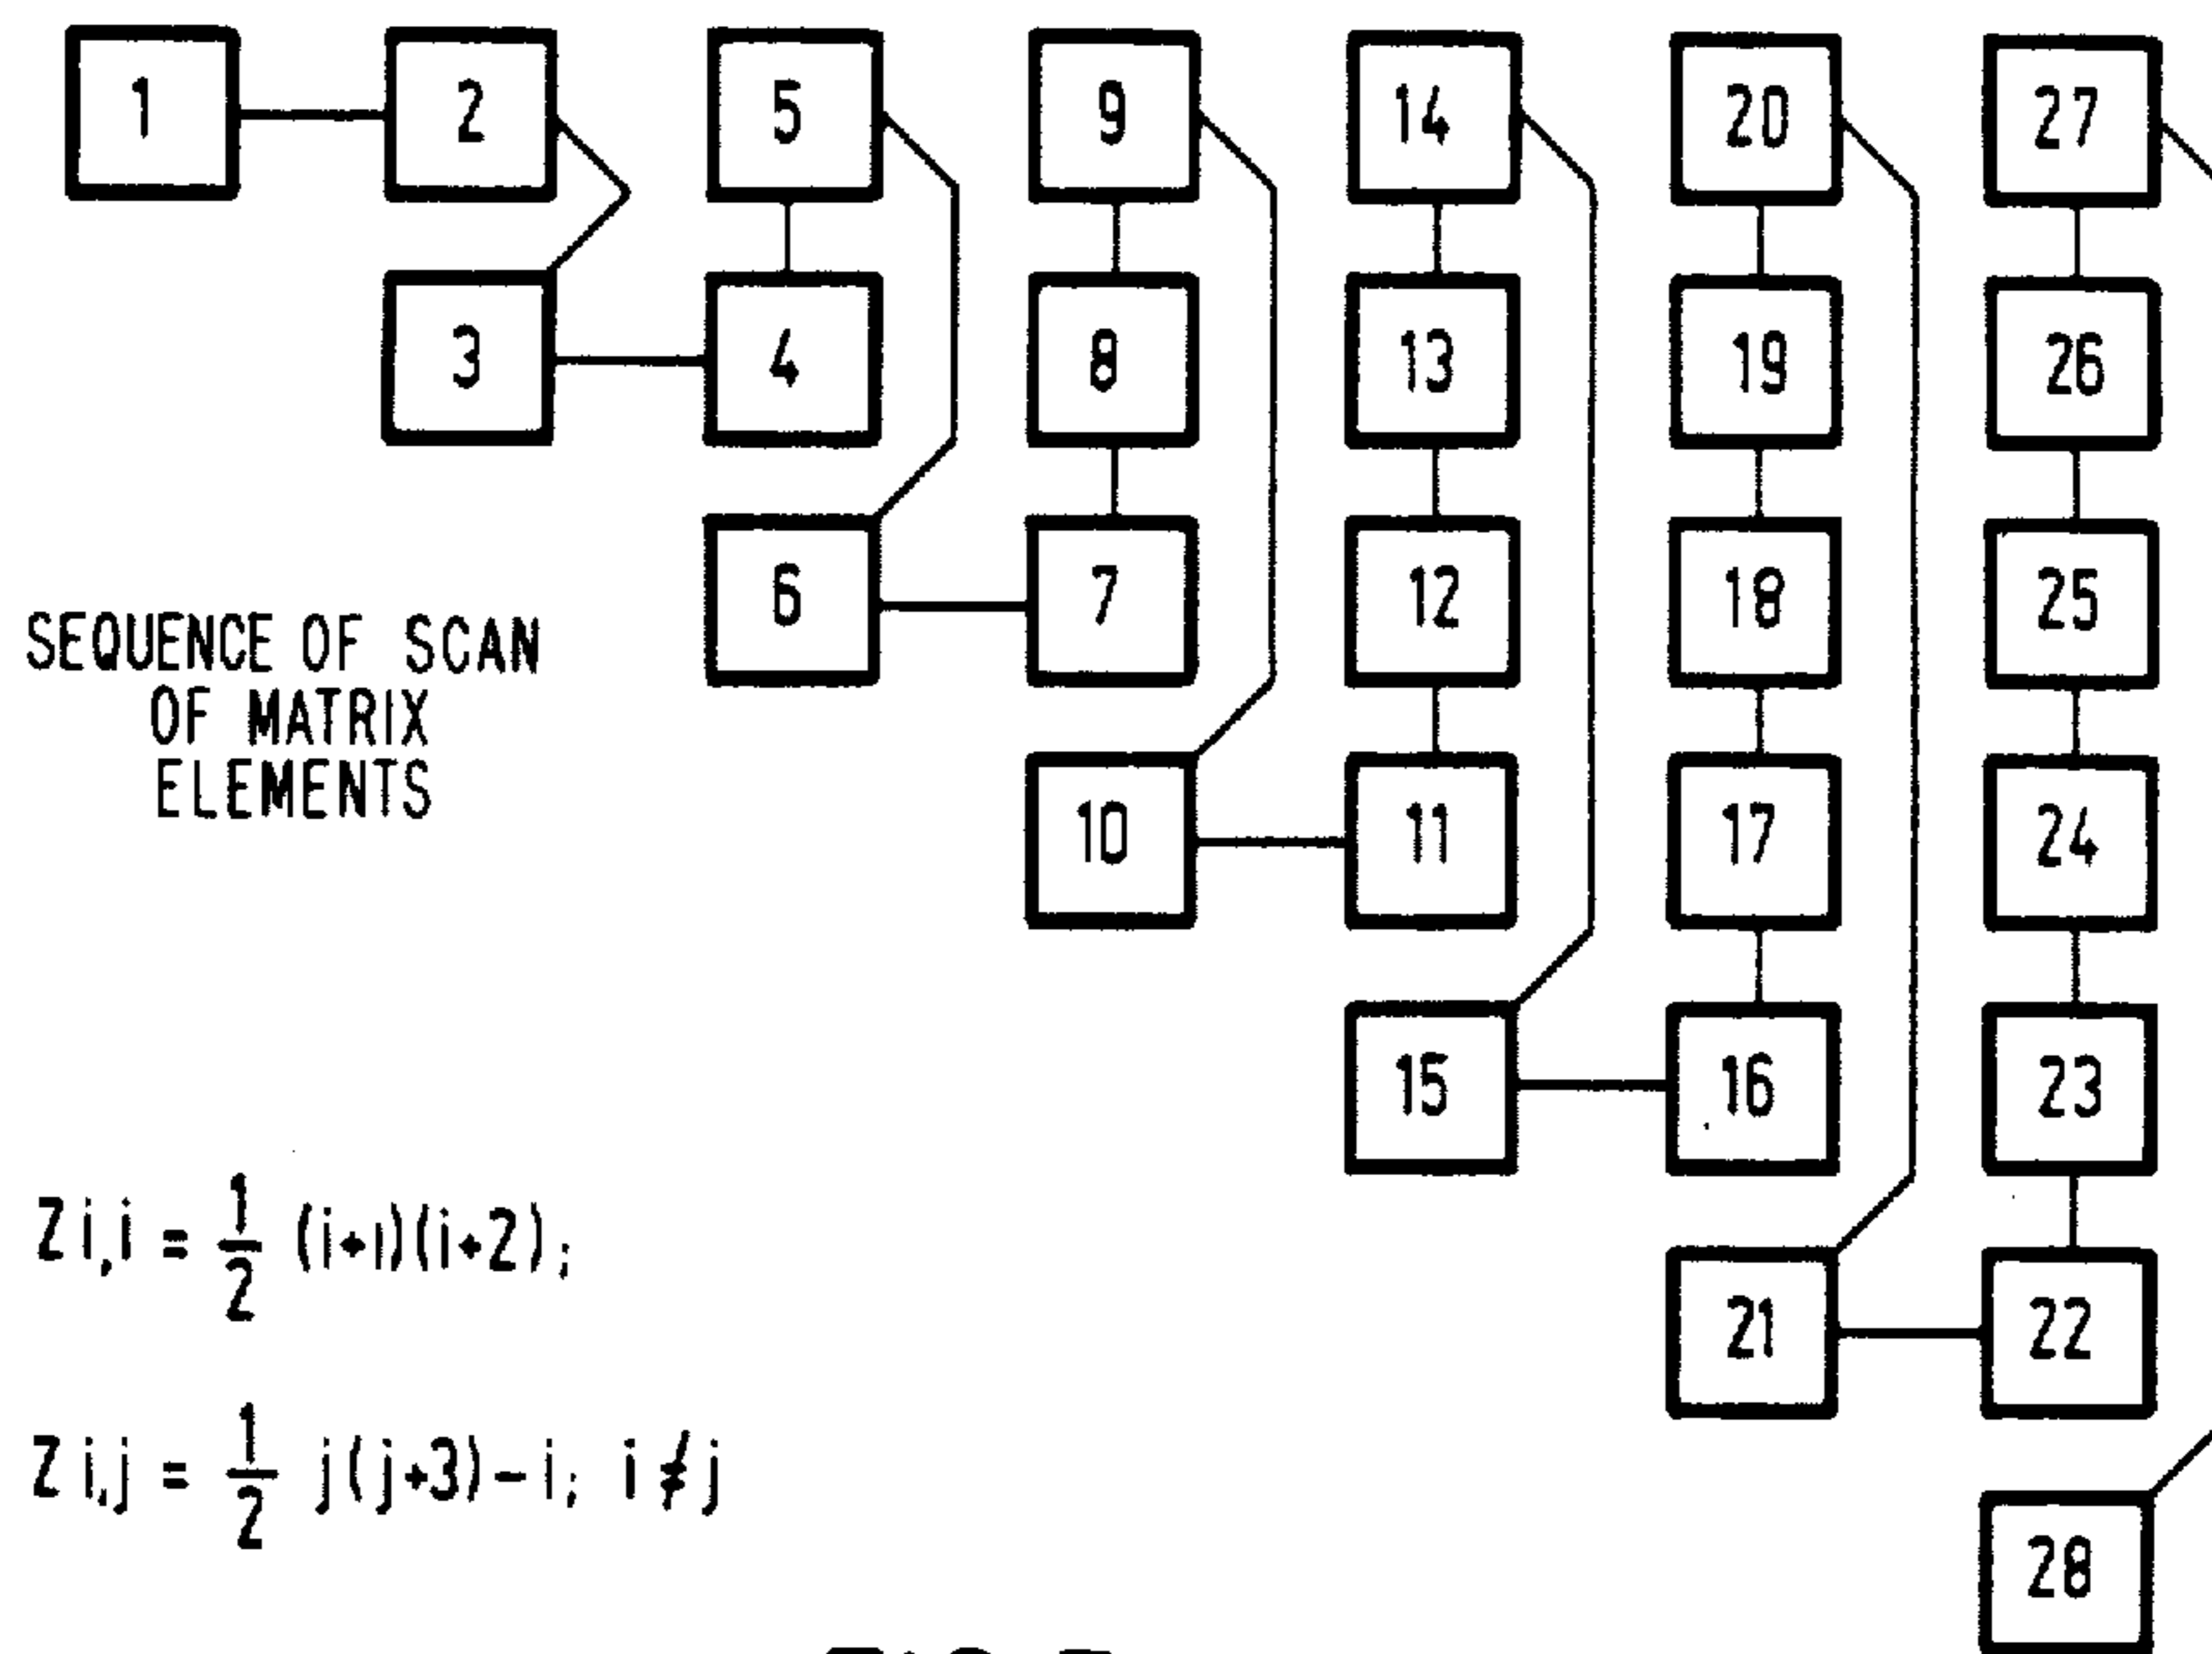 1 2 5 9 14 20 27
3 4 8 13 19 26
6 7 12 18 25
SEQUENCE OF SCAN
OF MATRIX
ELEMENTS
10 11 17 24
15 16 23
21 22
28
Z i,i = 1/2 (i+1)(i+2);
Z i,j = 1/2 j(j+3)-i; i ≠ j